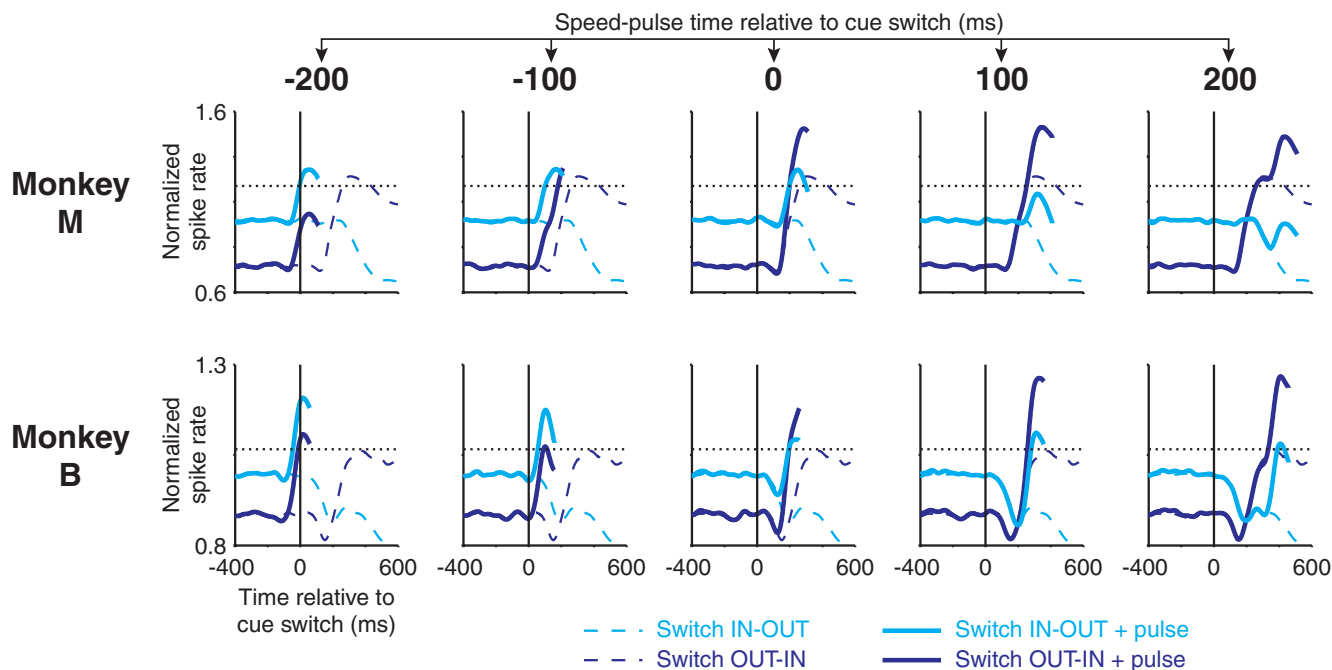 Speed-pulse time relative to cue switch (ms)
-200 -100 0 100 200
Monkey M
Normalized spike rate
1.6
0.6
Monkey B
Normalized spike rate
1.3
0.8
-400 0 600 -400 0 600 -400 0 600 -400 0 600 -400 0 600
Time relative to
cue switch (ms)
Switch IN-OUT
Switch IN-OUT + pulse
Switch OUT-IN
Switch OUT-IN + pulse